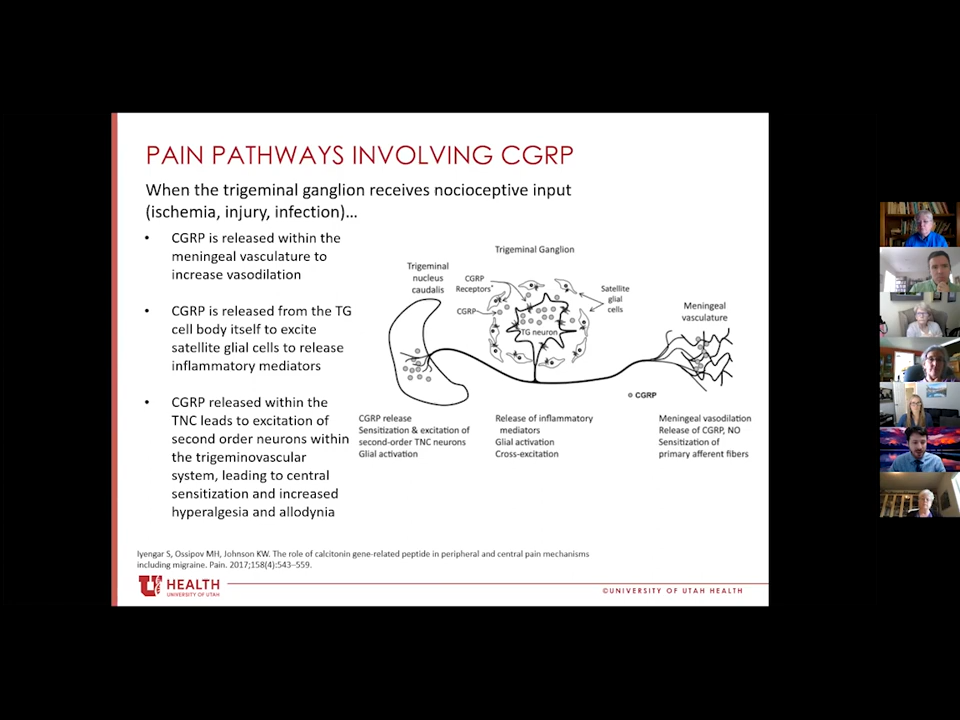 PAIN PATHWAYS INVOLVING CGRP
When the trigeminal ganglion receives nocioceptive input
(ischemia, injury, infection)…
• CGRP is released within the
meningeal vasculature to
increase vasodilation
• CGRP is released from the TG
cell body itself to excite
satellite glial cells to release
inflammatory mediators
• CGRP released within the
TNC leads to excitation of
second order neurons within
the trigeminovascular
system, leading to central
sensitization and increased
hyperalgesia and allodynia
Trigeminal Ganglion
Trigeminal
nucleus
caudalis
CGRP
Receptors
CGRP
TG neuron
Satellite
glial
cells
Meningeal
vasculature
CGRP
CGRP release
Sensitization & excitation of
second-order TNC neurons
Glial activation
Release of inflammatory
mediators
Glial activation
Cross-excitation
Meningeal vasodilation
Release of CGRP, NO
Sensitization of
primary afferent fibers
Iyengar S, Ossipov MH, Johnson KW. The role of calcitonin gene-related peptide in peripheral and central pain mechanisms
including migraine. Pain. 2017;158(4):543–559.
U HEALTH
UNIVERSITY OF UTAH
©UNIVERSITY OF UTAH HEALTH